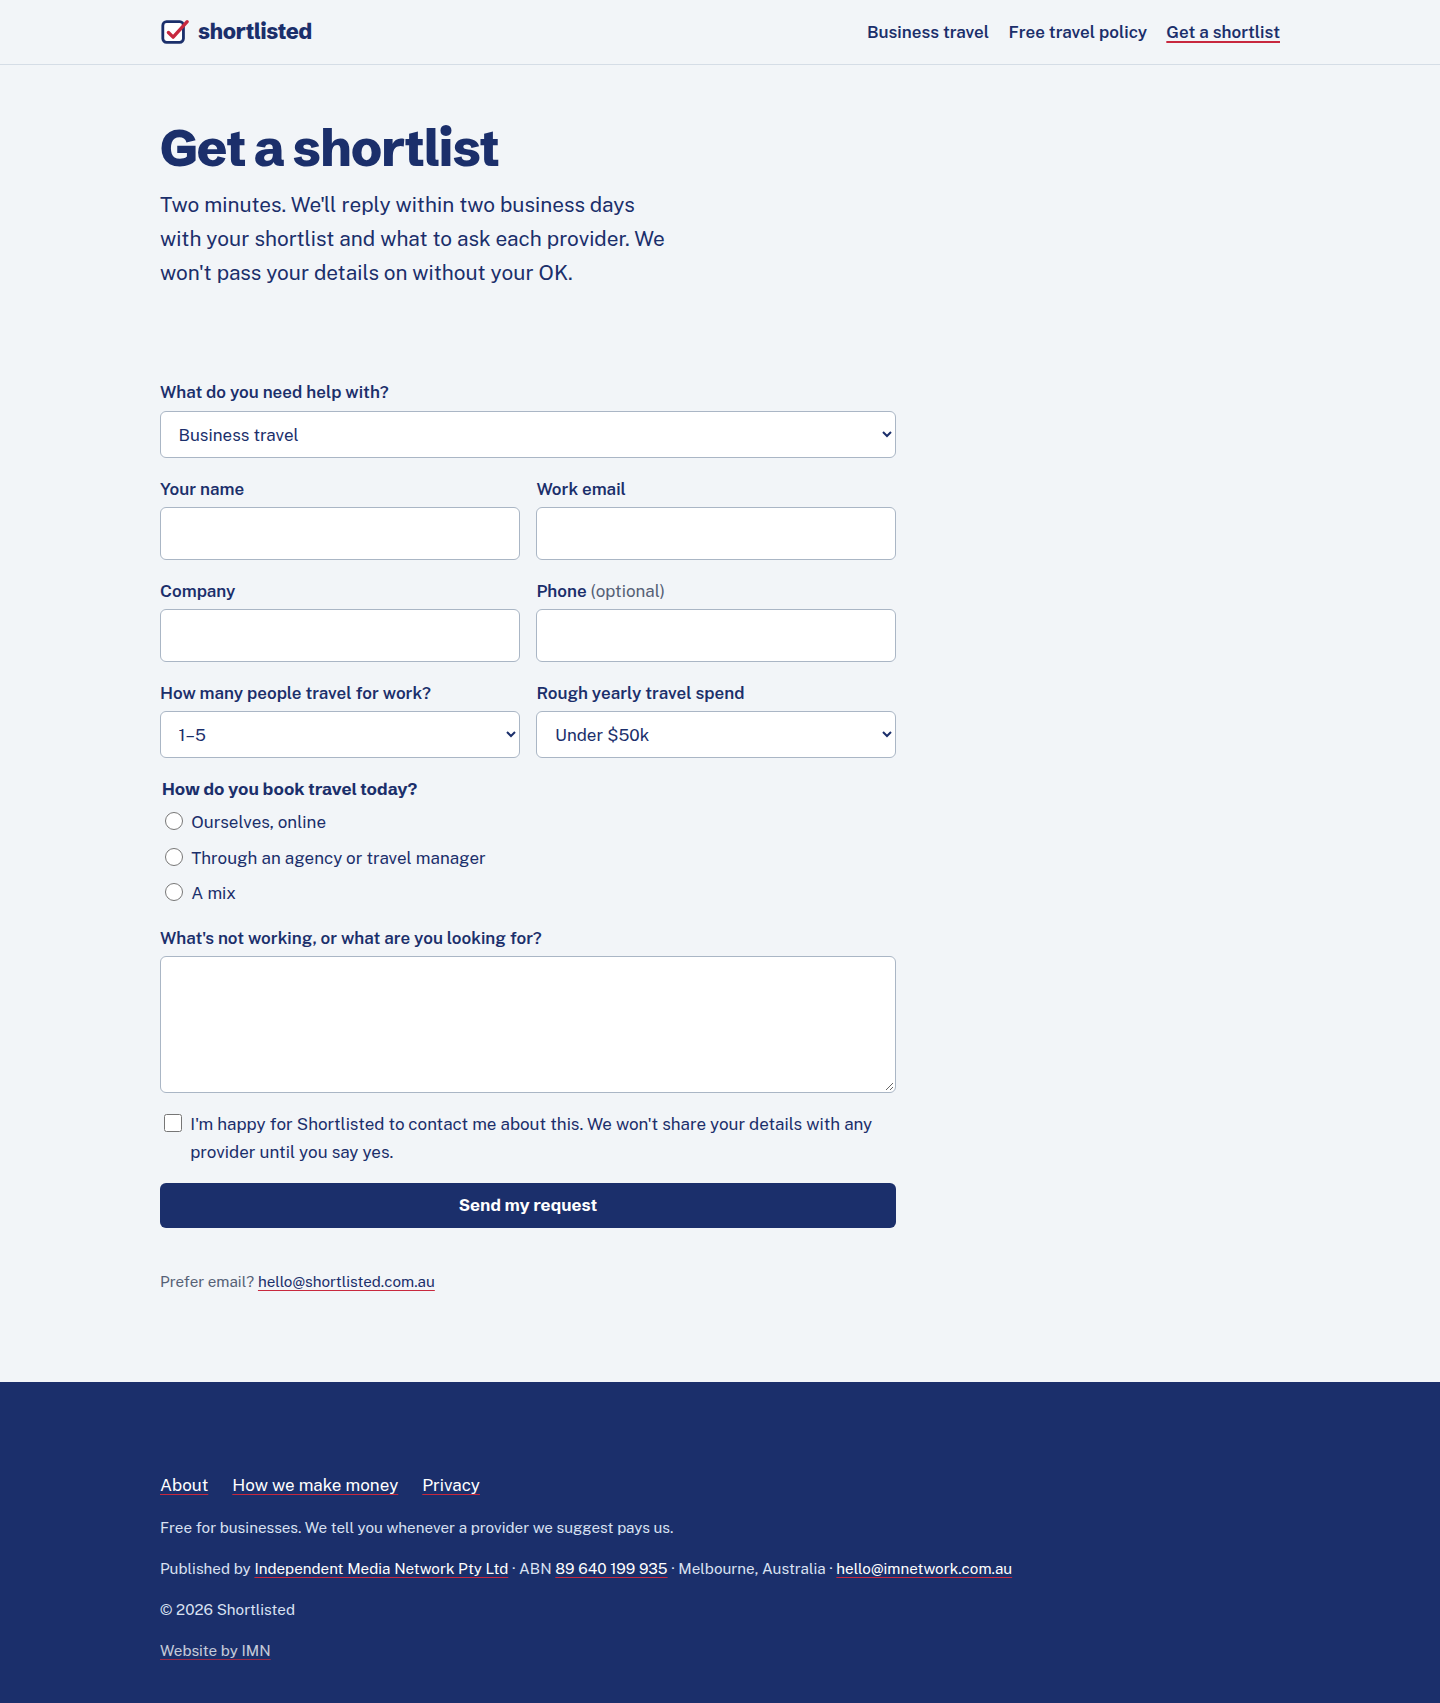 shortlisted
Business travel Free travel policy Get a shortlist
Get a shortlist
Two minutes. We'll reply within two business days
with your shortlist and what to ask each provider. We
won't pass your details on without your OK.
What do you need help with?
Business travel
Your name Work email
Company Phone (optional)
How many people travel for work? Rough yearly travel spend
1–5 Under $50k
How do you book travel today?
Ourselves, online
Through an agency or travel manager
A mix
What's not working, or what are you looking for?
I'm happy for Shortlisted to contact me about this. We won't share your details with any
provider until you say yes.
Send my request
Prefer email? hello@shortlisted.com.au
About How we make money Privacy
Free for businesses. We tell you whenever a provider we suggest pays us.
Published by Independent Media Network Pty Ltd · ABN 89 640 199 935 · Melbourne, Australia · hello@imnetwork.com.au
© 2026 Shortlisted
Website by IMN